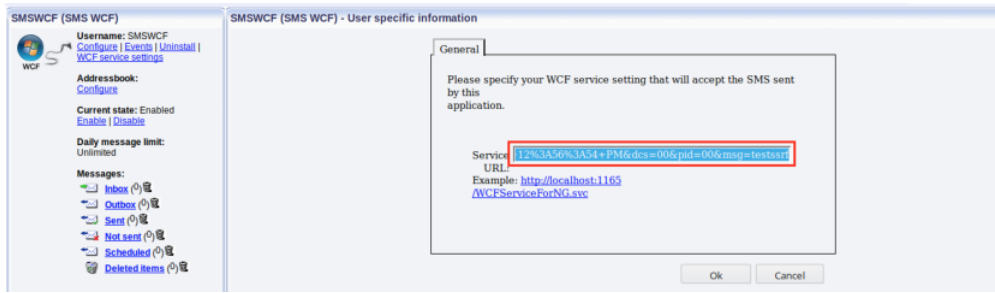 SMSWCF (SMS WCF)
WCF
Username: SMSWCF
Configure | Events | Uninstall |
WCF service settings
Addressbook:
Configure
Current state: Enabled
Enable | Disable
Daily message limit:
Unlimited
Messages:
Inbox (0)
Outbox (0)
Sent (0)
Not sent (0)
Scheduled (0)
Deleted items (0)
SMSWCF (SMS WCF) - User specific information
General
Please specify your WCF service setting that will accept the SMS sent
by this
application.
Service 12%3A56%3A54+PM&dcs=00&pid=00&msg=testssrf
URL:
Example: http://localhost:1165
/WCFServiceForNG.svc
Ok Cancel